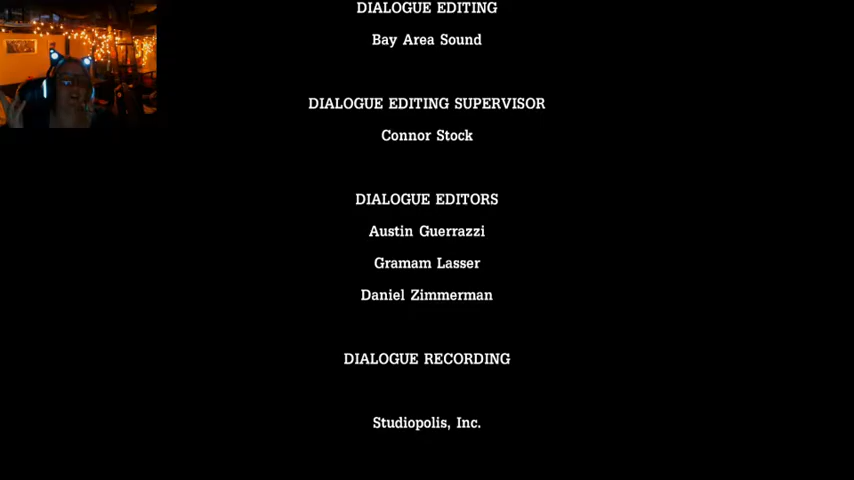 DIALOGUE EDITING
Bay Area Sound
DIALOGUE EDITING SUPERVISOR
Connor Stock
DIALOGUE EDITORS
Austin Guerrazzi
Gramam Lasser
Daniel Zimmerman
DIALOGUE RECORDING
Studiopolis, Inc.